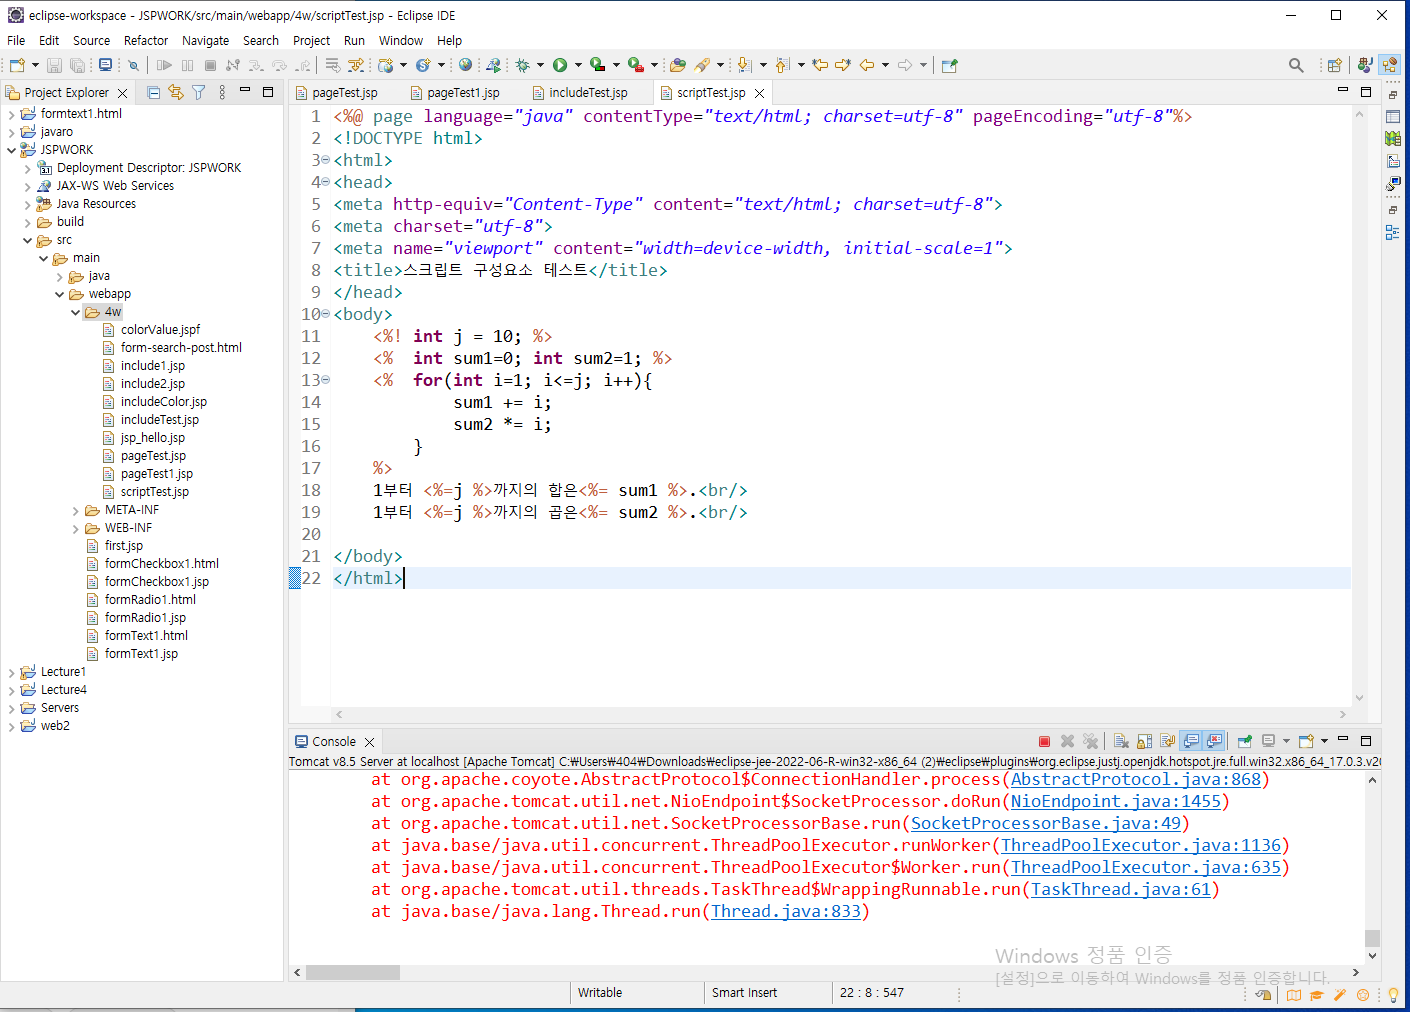 eclipse-workspace - JSPWORK/src/main/webapp/4w/scriptTest.jsp - Eclipse IDE
File Edit Source Refactor Navigate Search Project Run Window Help
Project Explorer
formtext1.html
javaro
JSPWORK
Deployment Descriptor: JSPWORK
JAX-WS Web Services
Java Resources
build
src
main
java
webapp
4w
colorValue.jspf
form-search-post.html
include1.jsp
include2.jsp
includeColor.jsp
includeTest.jsp
jsp_hello.jsp
pageTest.jsp
pageTest1.jsp
scriptTest.jsp
META-INF
WEB-INF
first.jsp
formCheckbox1.html
formCheckbox1.jsp
formRadio1.html
formRadio1.jsp
formText1.html
formText1.jsp
Lecture1
Lecture4
Servers
web2
pageTest.jsp pageTest1.jsp includeTest.jsp scriptTest.jsp
1 <%@ page language="java" contentType="text/html; charset=utf-8" pageEncoding="utf-8"%>
2 <!DOCTYPE html>
3 <html>
4 <head>
5 <meta http-equiv="Content-Type" content="text/html; charset=utf-8">
6 <meta charset="utf-8">
7 <meta name="viewport" content="width=device-width, initial-scale=1">
8 <title>스크립트 구성요소 테스트</title>
9 </head>
10 <body>
11 <%! int j = 10; %>
12 <% int sum1=0; int sum2=1; %>
13 <% for(int i=1; i<=j; i++){
14 sum1 += i;
15 sum2 *= i;
16 }
17 %>
18 1부터 <%=j %>까지의 합은<%= sum1 %>.<br/>
19 1부터 <%=j %>까지의 곱은<%= sum2 %>.<br/>
20
21 </body>
22 </html>
Console
Tomcat v8.5 Server at localhost [Apache Tomcat] C:₩Users₩404₩Downloads₩eclipse-jee-2022-06-R-win32-x86_64 (2)₩eclipse₩plugins₩org.eclipse.justj.openjdk.hotspot.jre.full.win32.x86_64_17.0.3.v20
at org.apache.coyote.AbstractProtocol$ConnectionHandler.process(AbstractProtocol.java:868)
at org.apache.tomcat.util.net.NioEndpoint$SocketProcessor.doRun(NioEndpoint.java:1455)
at org.apache.tomcat.util.net.SocketProcessorBase.run(SocketProcessorBase.java:49)
at java.base/java.util.concurrent.ThreadPoolExecutor.runWorker(ThreadPoolExecutor.java:1136)
at java.base/java.util.concurrent.ThreadPoolExecutor$Worker.run(ThreadPoolExecutor.java:635)
at org.apache.tomcat.util.threads.TaskThread$WrappingRunnable.run(TaskThread.java:61)
at java.base/java.lang.Thread.run(Thread.java:833)
Windows 정품 인증
[설정]으로 이동하여 Windows를 정품 인증합니다.
Writable Smart Insert 22 : 8 : 547